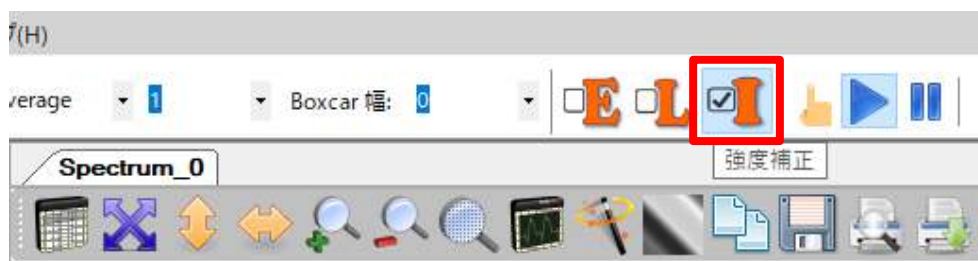 (H)
verage 1 Boxcar 幅: 0 E L I
強度補正
Spectrum_0